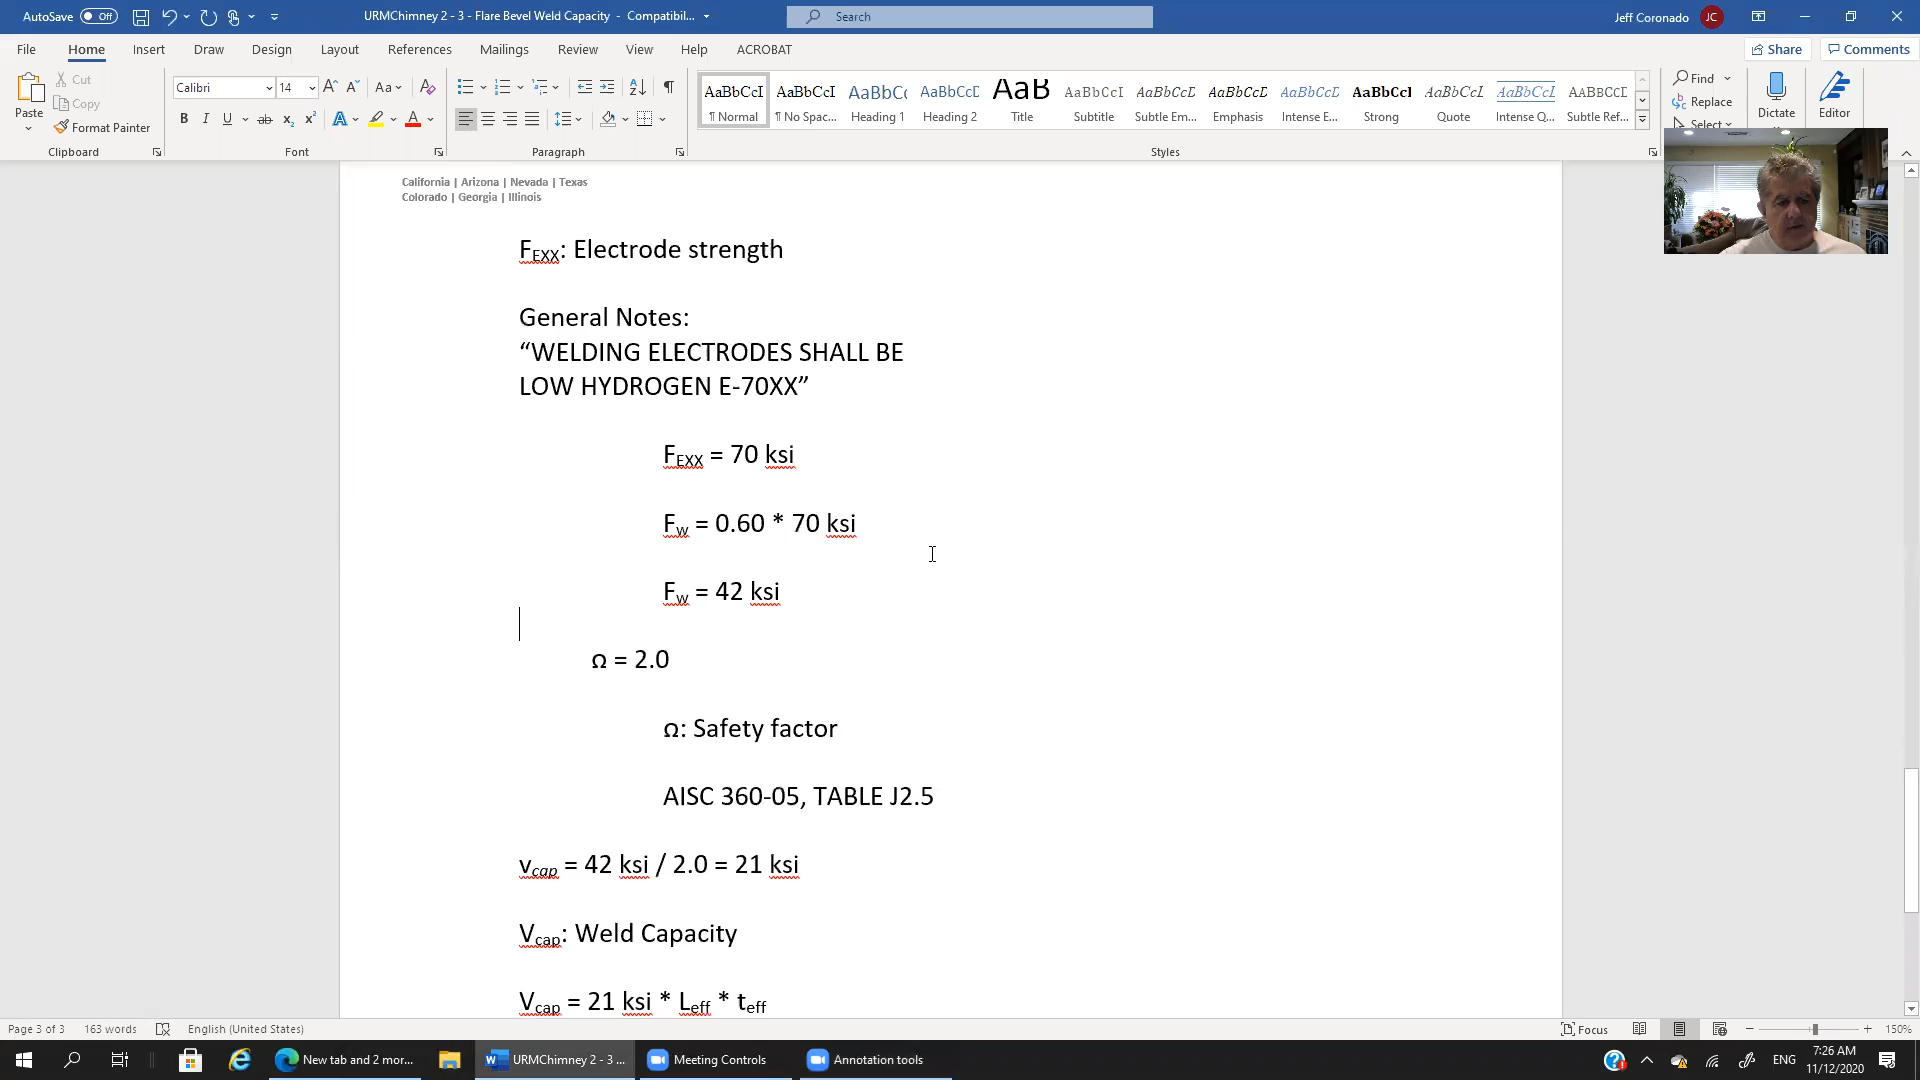 AutoSave Off URMChimney 2 - 3 - Flare Bevel Weld Capacity - Compatibil... Search Jeff Coronado JC
File Home Insert Draw Design Layout References Mailings Review View Help ACROBAT Share Comments
Paste Cut Copy Format Painter
Calibri 14
AaBbCcI AaBbCcI AaBbCc AaBbCcD AaB AaBbCcI AaBbCcD AaBbCcD AaBbCcD AaBbCcI AaBbCcL AaBbCcL AABBCCD
¶ Normal ¶ No Spac... Heading 1 Heading 2 Title Subtitle Subtle Em... Emphasis Intense E... Strong Quote Intense Q... Subtle Ref...
Find Replace Select Dictate Editor
Clipboard Font Paragraph Styles
California | Arizona | Nevada | Texas
Colorado | Georgia | Illinois
FEXX: Electrode strength
General Notes:
“WELDING ELECTRODES SHALL BE
LOW HYDROGEN E-70XX”
FEXX = 70 ksi
Fw = 0.60 * 70 ksi
Fw = 42 ksi
Ω = 2.0
Ω: Safety factor
AISC 360-05, TABLE J2.5
vcap = 42 ksi / 2.0 = 21 ksi
Vcap: Weld Capacity
Vcap = 21 ksi * Leff * teff
Page 3 of 3 163 words English (United States) Focus 150%
New tab and 2 mor... URMChimney 2 - 3 ... Meeting Controls Annotation tools ENG 7:26 AM
11/12/2020